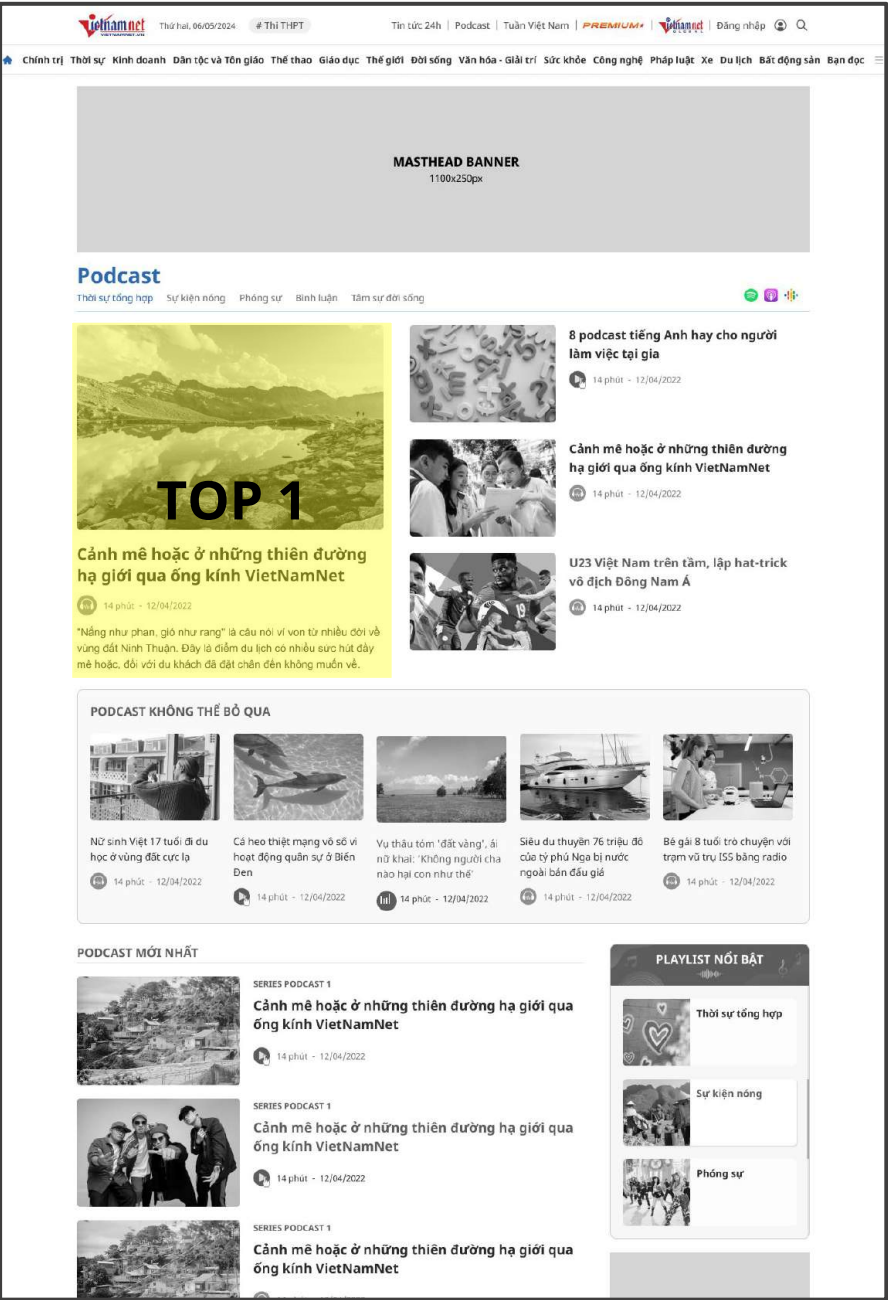 Vietnamnet
VIETNAMNET.VN
Thứ hai, 06/05/2024
# Thi THPT
Tin tức 24h | Podcast | Tuần Việt Nam | PREMIUM | Vietnamnet GLOBAL | Đăng nhập
Chính trị Thời sự Kinh doanh Dân tộc và Tôn giáo Thể thao Giáo dục Thế giới Đời sống Văn hóa - Giải trí Sức khỏe Công nghệ Pháp luật Xe Du lịch Bất động sản Bạn đọc
MASTHEAD BANNER
1100x250px
Podcast
Thời sự tổng hợp Sự kiện nóng Phóng sự Bình luận Tâm sự đời sống
TOP 1
Cảnh mê hoặc ở những thiên đường
hạ giới qua ống kính VietNamNet
14 phút - 12/04/2022
"Nắng như phan, gió như rang" là câu nói ví von từ nhiều đời về
vùng đất Ninh Thuận. Đây là điểm du lịch có nhiều sức hút đầy
mê hoặc, đối với du khách đã đặt chân đến không muốn về.
8 podcast tiếng Anh hay cho người
làm việc tại gia
14 phút - 12/04/2022
Cảnh mê hoặc ở những thiên đường
hạ giới qua ống kính VietNamNet
14 phút - 12/04/2022
U23 Việt Nam trên tầm, lập hat-trick
vô địch Đông Nam Á
14 phút - 12/04/2022
19
PODCAST KHÔNG THỂ BỎ QUA
Nữ sinh Việt 17 tuổi đi du
học ở vùng đất cực lạ
14 phút - 12/04/2022
Cá heo thiệt mạng vô số vì
hoạt động quân sự ở Biển
Đen
14 phút - 12/04/2022
Vụ thâu tóm 'đất vàng', ái
nữ khai: 'Không người cha
nào hại con như thế'
14 phút - 12/04/2022
Siêu du thuyền 76 triệu đô
của tỷ phú Nga bị nước
ngoài bán đấu giá
14 phút - 12/04/2022
Bé gái 8 tuổi trò chuyện với
trạm vũ trụ ISS bằng radio
14 phút - 12/04/2022
PODCAST MỚI NHẤT
SERIES PODCAST 1
Cảnh mê hoặc ở những thiên đường hạ giới qua
ống kính VietNamNet
14 phút - 12/04/2022
SERIES PODCAST 1
Cảnh mê hoặc ở những thiên đường hạ giới qua
ống kính VietNamNet
14 phút - 12/04/2022
SERIES PODCAST 1
Cảnh mê hoặc ở những thiên đường hạ giới qua
ống kính VietNamNet
PLAYLIST NỔI BẬT
Thời sự tổng hợp
Sự kiện nóng
Phóng sự